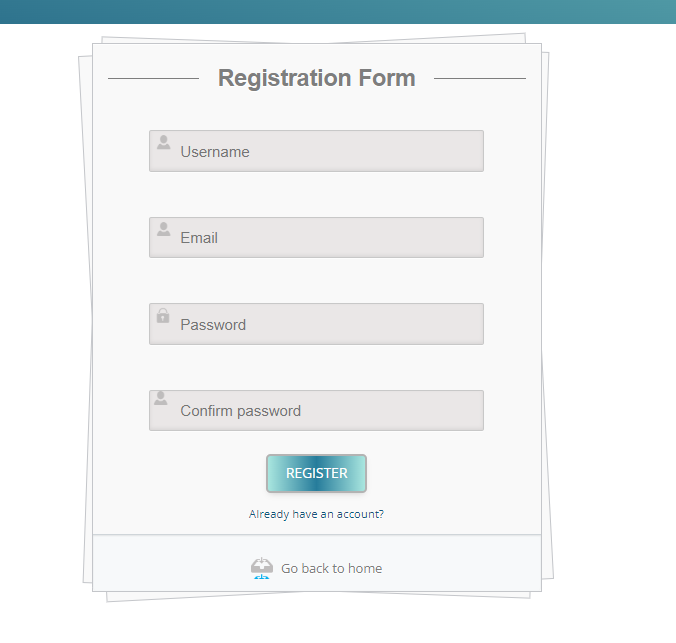 Registration Form
Username
Email
Password
Confirm password
REGISTER
Already have an account?
Go back to home